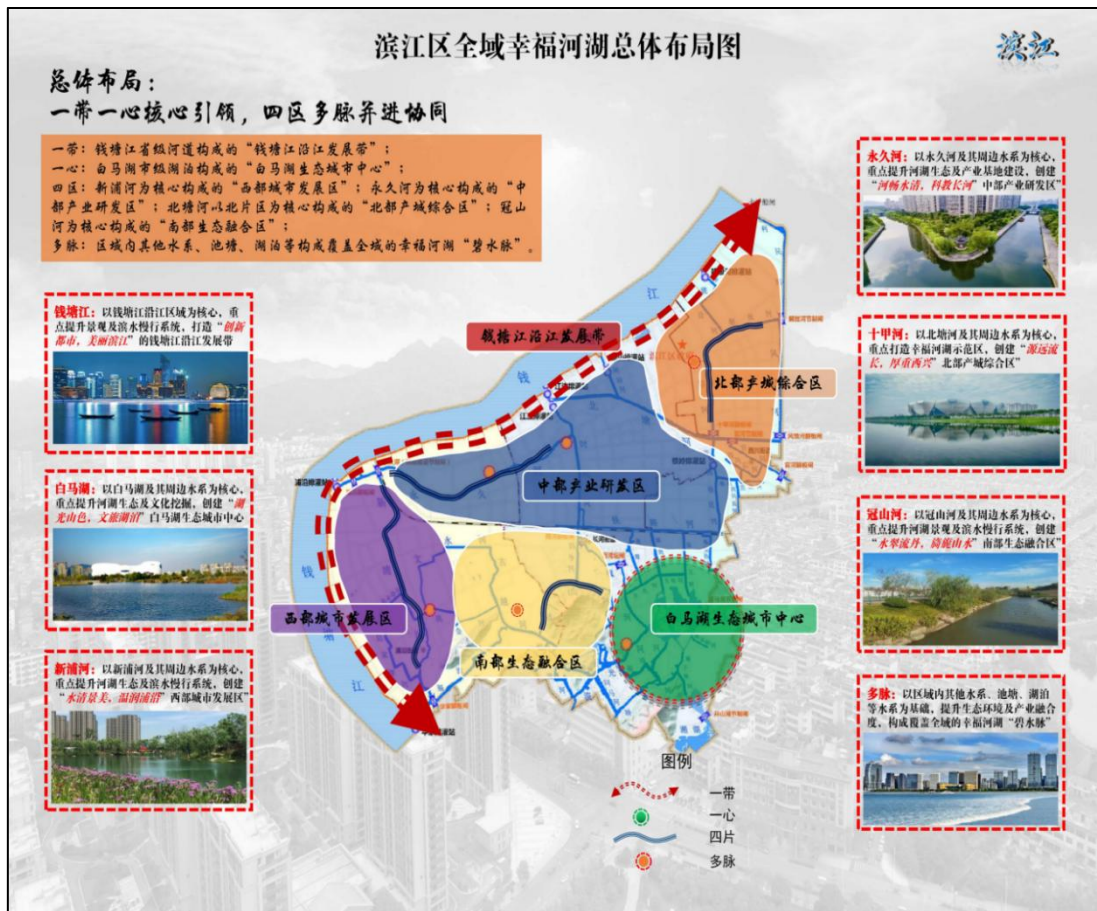 滨江区全域幸福河湖总体布局图
滨江
总体布局：
一带一心核心引领，四区多脉并进协同
一带：钱塘江省级河道构成的“钱塘江沿江发展带”；
一心：白马湖市级湖泊构成的“白马湖生态城市中心”；
四区：新浦河为核心构成的“西部城市发展区”；永久河为核心构成的“中
部产业研发区”；北塘河以北片区为核心构成的“北部产城综合区”；冠山
河为核心构成的“南部生态融合区”；
多脉：区域内其他水系、池塘、湖泊等构成覆盖全域的幸福河湖“碧水脉”。
钱塘江：以钱塘江沿江区域为核心，重
点提升景观及滨水慢行系统，打造“创新
都市，美丽滨江”的钱塘江沿江发展带
白马湖：以白马湖及其周边水系为核心，
重点提升河湖生态及文化挖掘，创建“湖
光山色，文旅湖泊”白马湖生态城市中心
新浦河：以新浦河及其周边水系为核心，
重点提升河湖生态及滨水慢行系统，创建
“水清景美，温润浦沿”西部城市发展区”
永久河：以永久河及其周边水系为核心，
重点提升河湖生态及产业基地建设，创建
“河畅水清，科教长河”中部产业研发区”
十甲河：以北塘河及其周边水系为核心，
重点打造幸福河湖示范区，创建“源远流
长，厚重西兴”北部产城综合区”
冠山河：以冠山河及其周边水系为核心，
重点提升河湖景观及滨水慢行系统，创建
“水翠流丹，旖旎山水”南部生态融合区”
多脉：以区域内其他水系、池塘、湖泊
等水系为基础，提升生态环境及产业融合
度，构成覆盖全域的幸福河湖“碧水脉”
钱塘江沿江发展带
北部产城综合区
中部产业研发区
西部城市发展区
南部生态融合区
白马湖生态城市中心
江
钱
钱
江
图例
一带
一心
四片
多脉